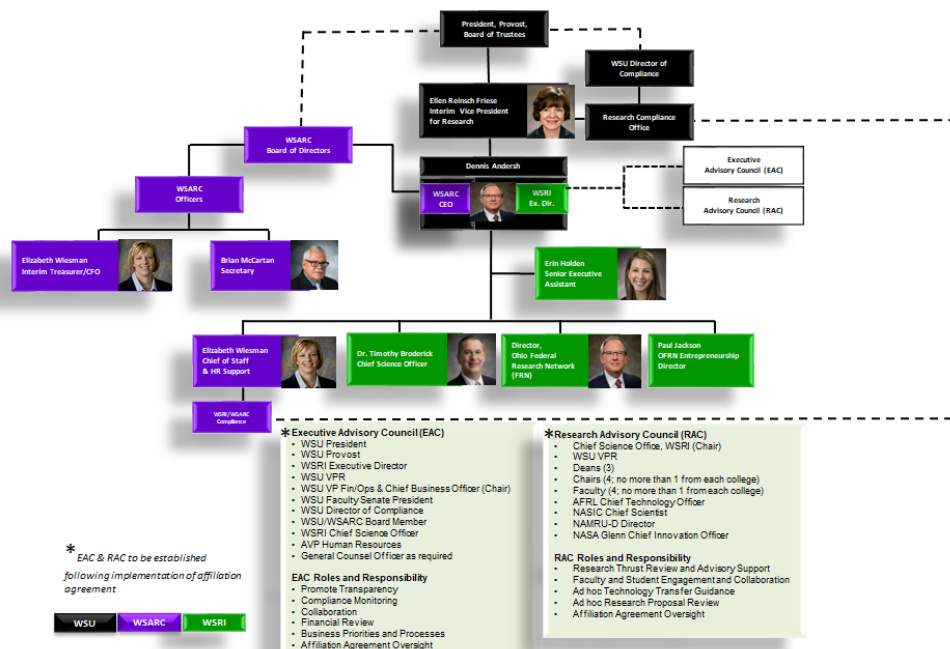 President, Provost,
Board of Trustees
WSU Director of
Compliance
Ellen Reinsch Friese
Interim Vice President
for Research
Research Compliance
Office
WSARC
Board of Directors
Dennis Andersh
WSARC
CEO
WSRI
Ex. Dir.
Executive
Advisory Council (EAC)
Research
Advisory Council (RAC)
WSARC
Officers
Elizabeth Wiesman
Interim Treasurer/CFO
Brian McCartan
Secretary
Erin Holden
Senior Executive
Assistant
Elizabeth Wiesman
Chief of Staff
& HR Support
Dr. Timothy Broderick
Chief Science Officer
Director,
Ohio Federal
Research Network
(FRN)
Paul Jackson
OFRN Entrepreneurship
Director
WSRI/WSARC
Compliance
*Executive Advisory Council (EAC)
• WSU President
• WSU Provost
• WSRI Executive Director
• WSU VPR
• WSU VP Fin/Ops & Chief Business Officer (Chair)
• WSU Faculty Senate President
• WSU Director of Compliance
• WSU/WSARC Board Member
• WSRI Chief Science Officer
• AVP Human Resources
• General Counsel Officer as required
EAC Roles and Responsibility
• Promote Transparency
• Compliance Monitoring
• Collaboration
• Financial Review
• Business Priorities and Processes
• Affiliation Agreement Oversight
*Research Advisory Council (RAC)
• Chief Science Office, WSRI (Chair)
• WSU VPR
• Deans (3)
• Chairs (4; no more than 1 from each college)
• Faculty (4; no more than 1 from each college)
• AFRL Chief Technology Officer
• NASIC Chief Scientist
• NAMRU-D Director
• NASA Glenn Chief Innovation Officer
RAC Roles and Responsibility
• Research Thrust Review and Advisory Support
• Faculty and Student Engagement and Collaboration
• Ad hoc Technology Transfer Guidance
• Ad hoc Research Proposal Review
• Affiliation Agreement Oversight
*EAC & RAC to be established
following implementation of affiliation
agreement
WSU
WSARC
WSRI